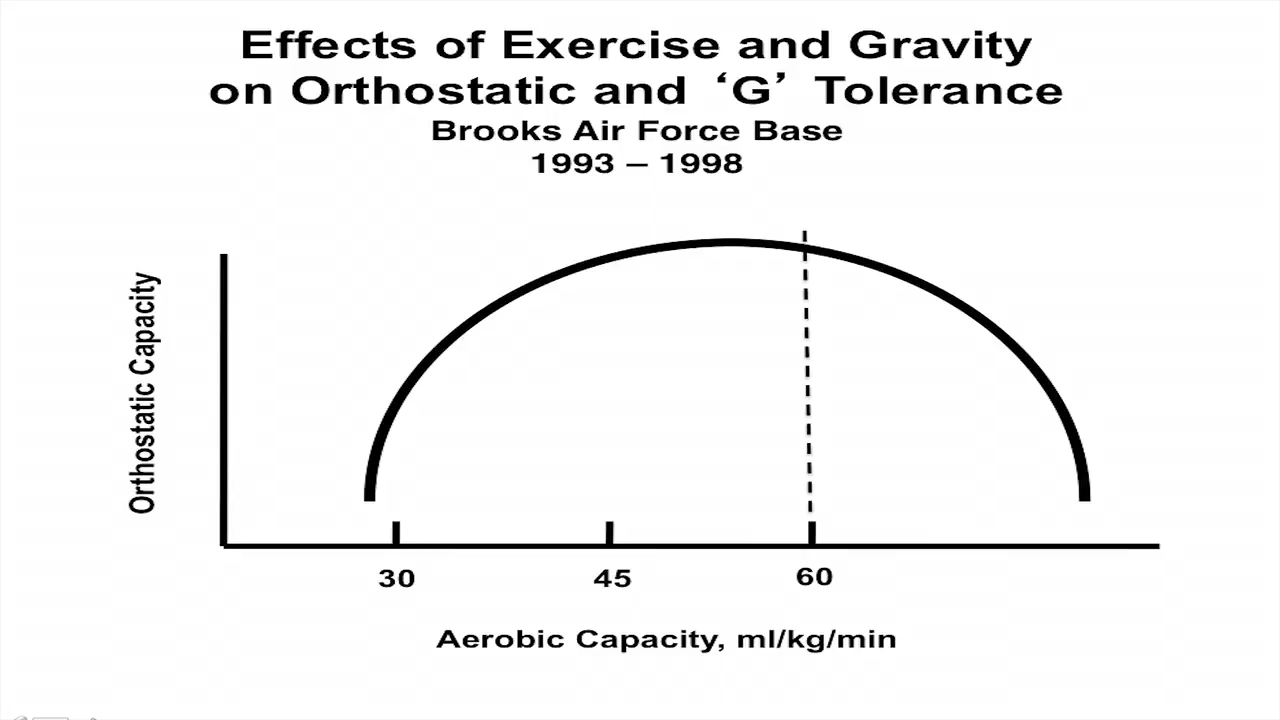 Effects of Exercise and Gravity
on Orthostatic and ‘G’ Tolerance
Brooks Air Force Base
1993 – 1998
Orthostatic Capacity
30 45 60
Aerobic Capacity, ml/kg/min